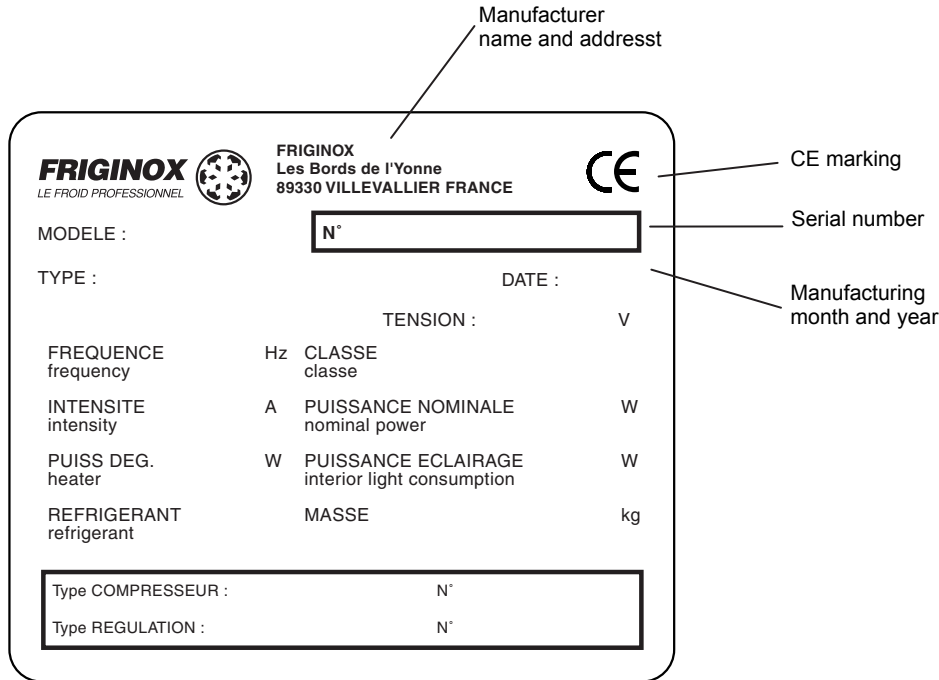 Manufacturer
name and addresst
FRIGINOX
LE FROID PROFESSIONNEL
FRIGINOX
Les Bords de l'Yonne
89330 VILLEVALLIER FRANCE
CE
CE marking
MODELE :
N°
Serial number
TYPE :
DATE :
Manufacturing
month and year
TENSION :
V
FREQUENCE
frequency
Hz
CLASSE
classe
INTENSITE
intensity
A
PUISSANCE NOMINALE
nominal power
W
PUISS DEG.
heater
W
PUISSANCE ECLAIRAGE
interior light consumption
W
REFRIGERANT
refrigerant
MASSE
kg
Type COMPRESSEUR :
N°
Type REGULATION :
N°